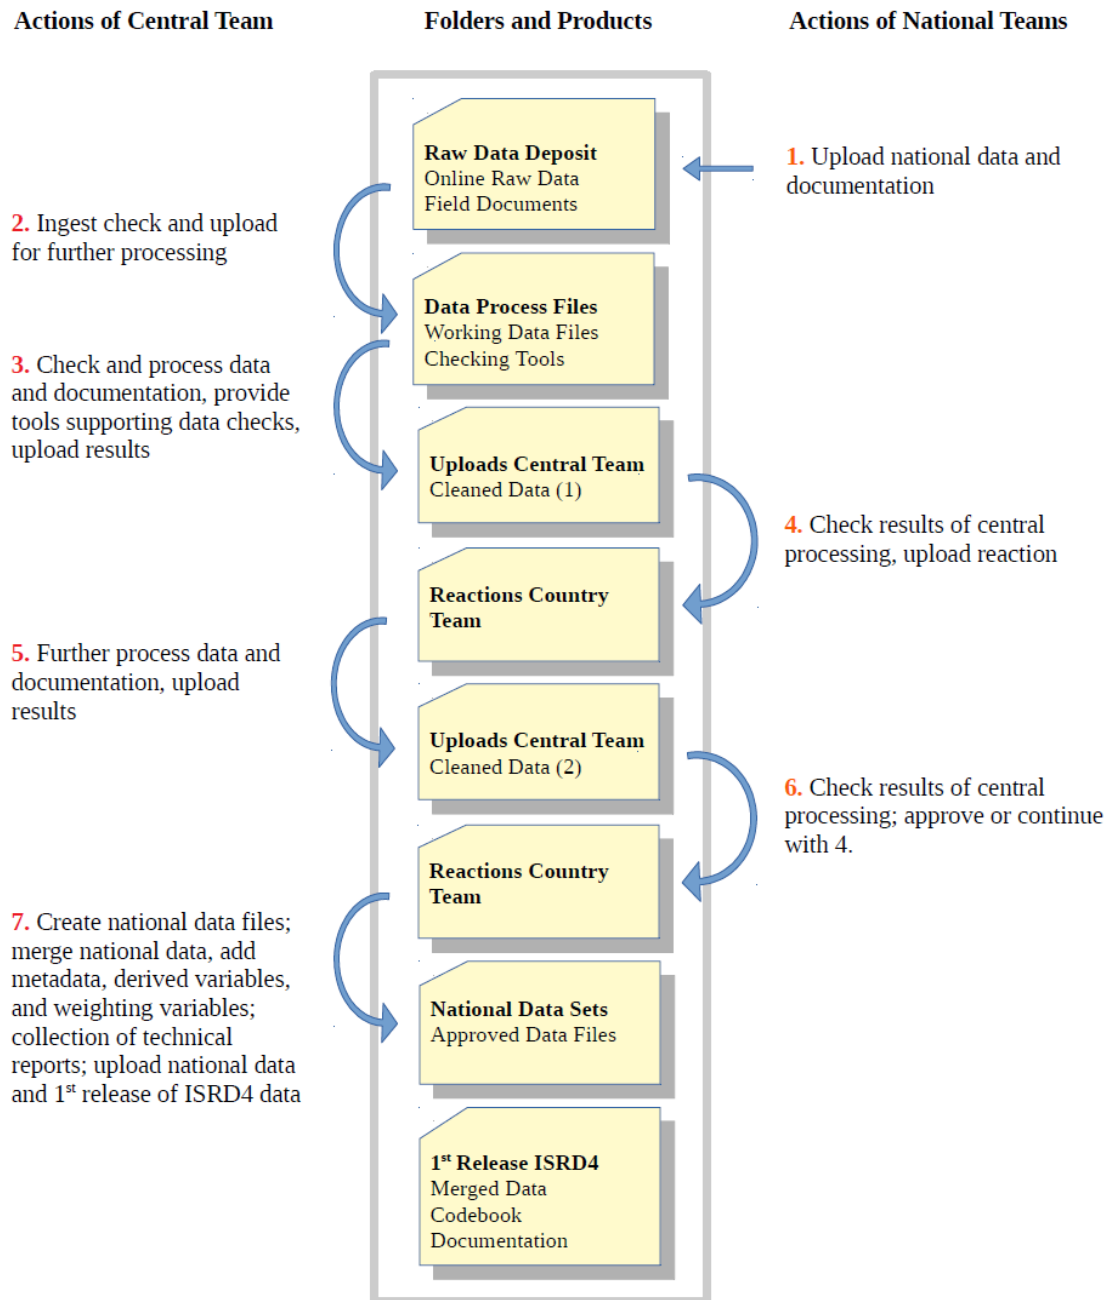 Actions of Central Team
Folders and Products
Actions of National Teams
Raw Data Deposit
Online Raw Data
Field Documents
1. Upload national data and
documentation
2. Ingest check and upload
for further processing
Data Process Files
Working Data Files
Checking Tools
3. Check and process data
and documentation, provide
tools supporting data checks,
upload results
Uploads Central Team
Cleaned Data (1)
4. Check results of central
processing, upload reaction
Reactions Country
Team
5. Further process data and
documentation, upload
results
Uploads Central Team
Cleaned Data (2)
6. Check results of central
processing; approve or continue
with 4.
Reactions Country
Team
7. Create national data files;
merge national data, add
metadata, derived variables,
and weighting variables;
collection of technical
reports; upload national data
and 1st release of ISRD4 data
National Data Sets
Approved Data Files
1st Release ISRD4
Merged Data
Codebook
Documentation